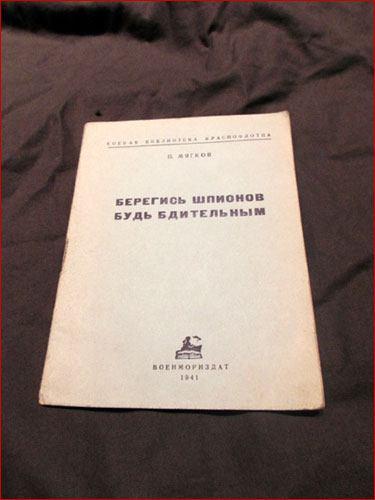 БОЕВАЯ БИБЛИОТЕКА КРАСНОФЛОТЦА
П. МЯГКОВ
БЕРЕГИСЬ ШПИОНОВ
БУДЬ БДИТЕЛЬНЫМ
ВОЕНМОРИЗДАТ
1941